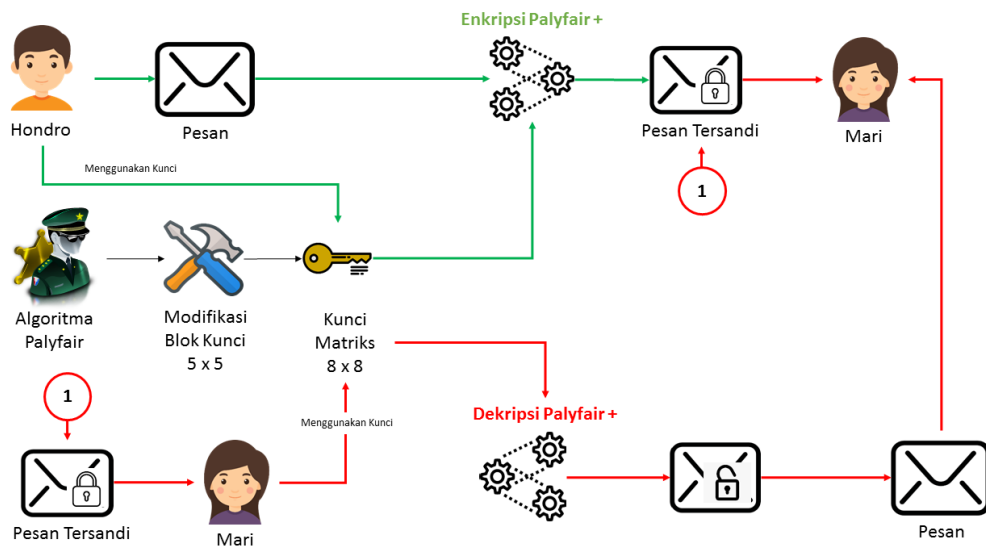 Enkripsi Palyfair +
Hondro
Pesan
Pesan Tersandi
Mari
Menggunakan Kunci
1
Algoritma
Palyfair
Modifikasi
Blok Kunci
5 x 5
Kunci
Matriks
8 x 8
1
Menggunakan Kunci
Dekripsi Palyfair +
Pesan Tersandi
Mari
Pesan